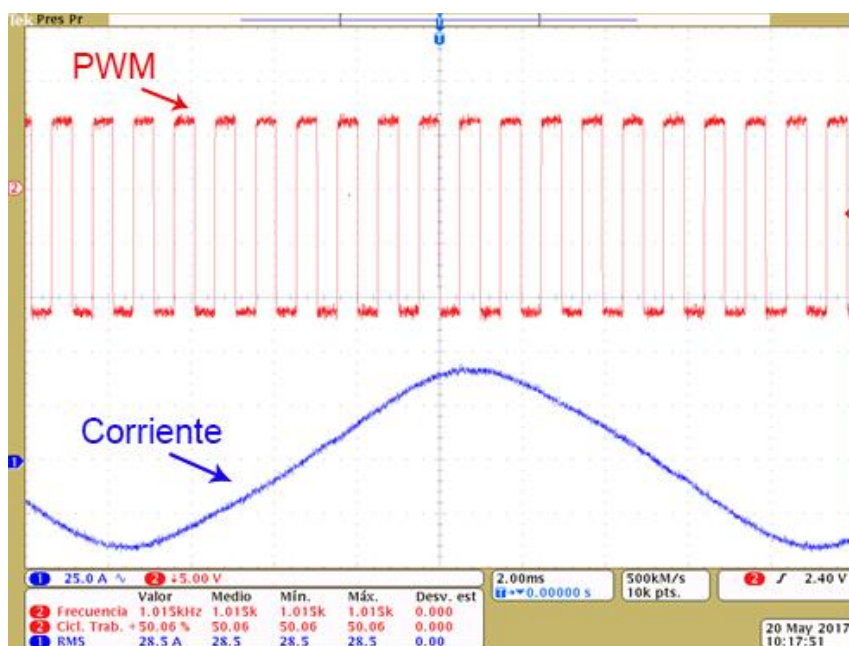 Tek Pres Pr
T
T
PWM
2
Corriente
1
1 25.0 A 2 5.00 V
2.00ms
T 0.00000 s
500kM/s
10k pts.
2 2.40 V
Valor Medio Mín. Máx. Desv. est
2 Frecuencia 1.015kHz 1.015k 1.015k 1.015k 0.000
2 Cicl. Trab. + 50.06 % 50.06 50.06 50.06 0.000
1 RMS 28.5 A 28.5 28.5 28.5 0.00
20 May 2017
10:17:51